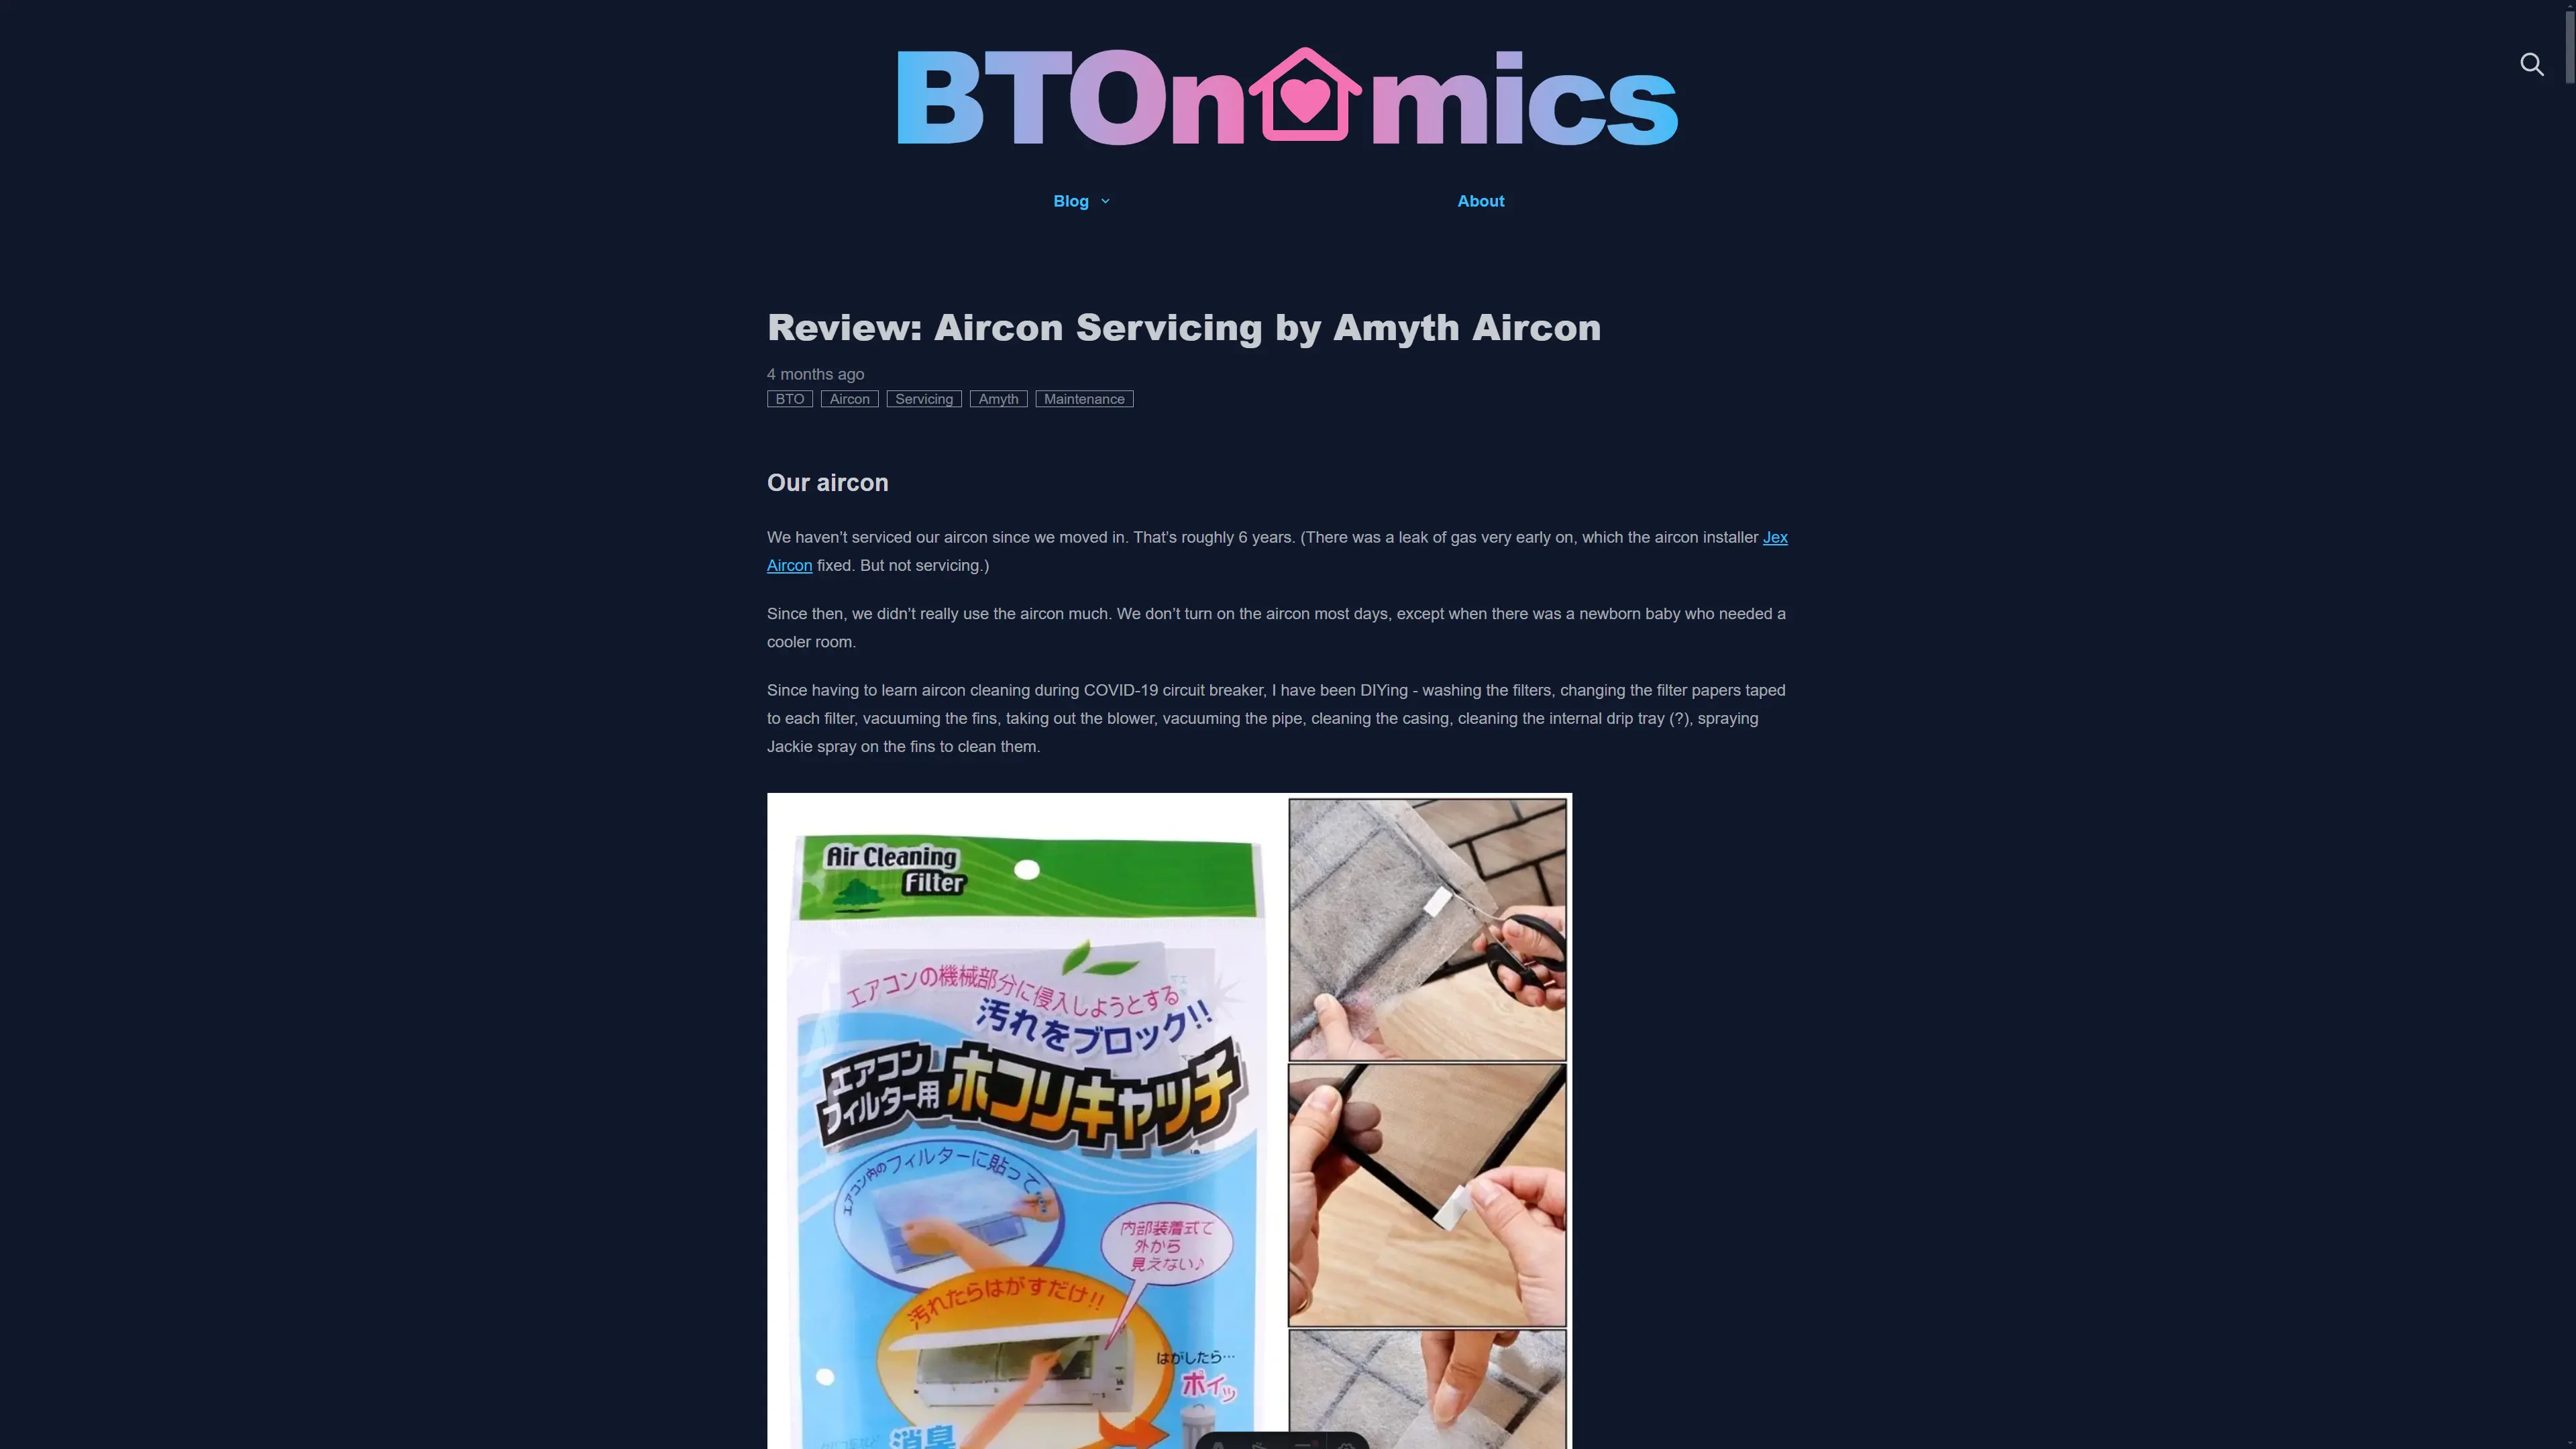 BTOnomics
Blog
About
Review: Aircon Servicing by Amyth Aircon
4 months ago
BTO Aircon Servicing Amyth Maintenance
Our aircon
We haven’t serviced our aircon since we moved in. That’s roughly 6 years. (There was a leak of gas very early on, which the aircon installer Jex
Aircon fixed. But not servicing.)
Since then, we didn’t really use the aircon much. We don’t turn on the aircon most days, except when there was a newborn baby who needed a
cooler room.
Since having to learn aircon cleaning during COVID-19 circuit breaker, I have been DIYing - washing the filters, changing the filter papers taped
to each filter, vacuuming the fins, taking out the blower, vacuuming the pipe, cleaning the casing, cleaning the internal drip tray (?), spraying
Jackie spray on the fins to clean them.
Air Cleaning
Filter
エアコンの機械部分に侵入しようとする
汚れをブロック!!
エアコン
フィルター用
ホコリキャッチ
エアコン内のフィルターに貼って
内部装着式で
外から
見えない♪
汚れたらはがすだけ!!
はがしたら…
ポイッ
消臭